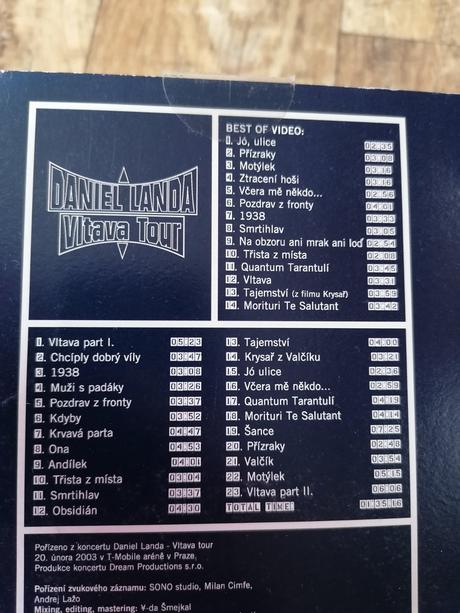 DANIEL LANDA
Vltava Tour
BEST OF VIDEO:
1. Jó, ulice 02:35
2. Přízraky 03:08
3. Motýlek 03:16
4. Ztracení hoši 03:16
5. Včera mě někdo... 02:56
6. Pozdrav z fronty 04:01
7. 1938 03:33
8. Smrtihlav 03:05
9. Na obzoru ani mrak ani loď 02:54
10. Třista z místa 02:08
11. Quantum Tarantulí 03:45
12. Vltava 03:31
13. Tajemství (z filmu Krysař) 03:58
14. Morituri Te Salutant 03:42
1. Vltava part I. 05:23
2. Chcíply dobrý víly 03:47
3. 1938 03:08
4. Muži s padáky 03:26
5. Pozdrav z fronty 03:37
6. Kdyby 03:52
7. Krvavá parta 04:47
8. Ona 04:53
9. Andílek 04:01
10. Třista z místa 03:04
11. Smrtihlav 03:37
12. Obsidián 04:30
13. Tajemství 04:00
14. Krysař z Valčíku 03:21
15. Jó ulice 02:36
16. Včera mě někdo... 02:59
17. Quantum Tarantulí 04:19
18. Morituri Te Salutant 04:14
19. Šance 07:25
20. Přízraky 02:48
21. Valčík 03:54
22. Motýlek 05:15
23. Vltava part II. 06:06
TOTAL TIME: 01:35:16
Pořízeno z koncertu Daniel Landa - Vltava tour
20. února 2003 v T-Mobile aréně v Praze,
Produkce koncertu Dream Productions s.r.o.
Pořízení zvukového záznamu: SONO studio, Milan Cimfe,
Andrej Lažo
Mixing, editing, mastering: ¥-da Šmejkal